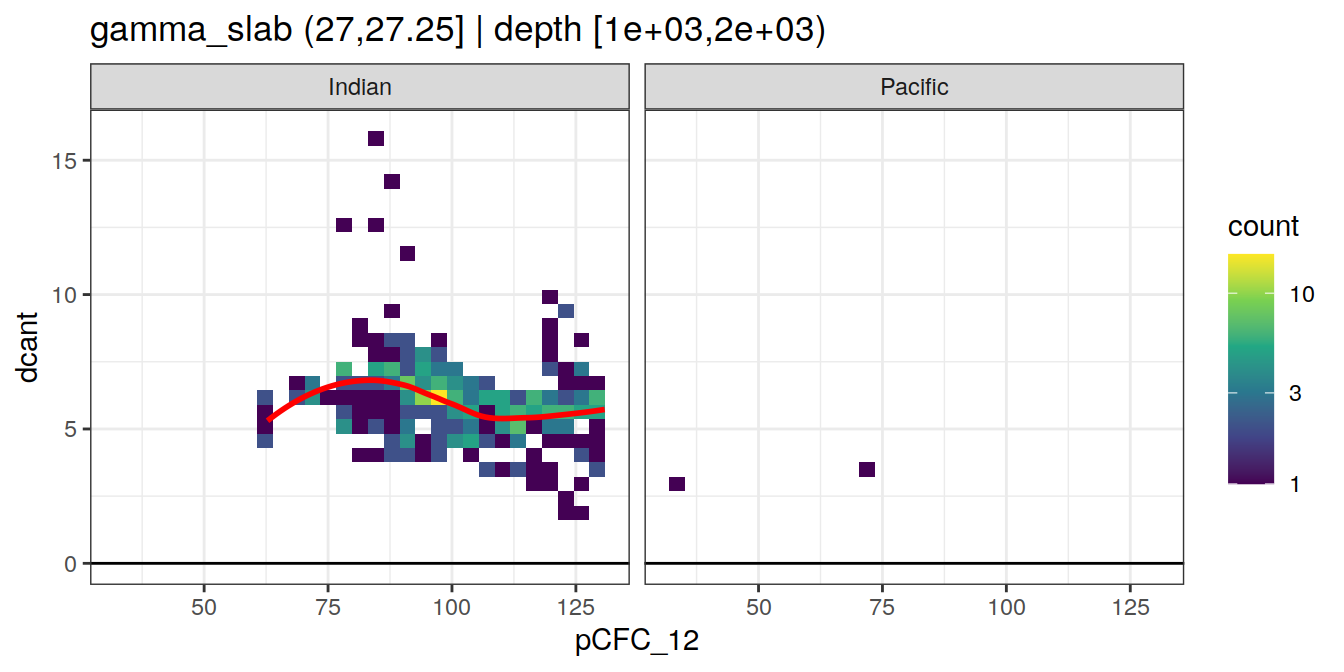 gamma_slab (27,27.25] | depth [1e+03,2e+03)
Indian
Pacific
dcant
15
10
5
0
50 75 100 125
50 75 100 125
pCFC_12
count
10
3
1